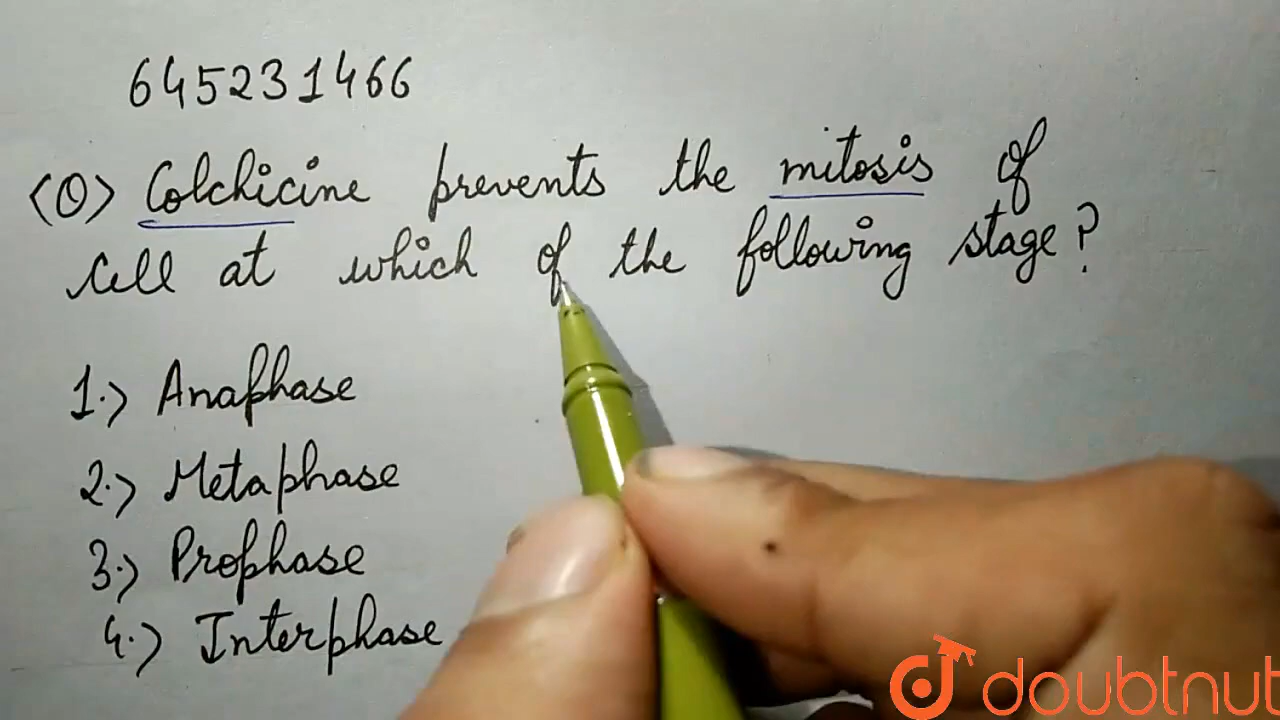 645231466
<Q> Colchicine prevents the mitosis of
cell at which of the following stage?
1.) Anaphase
2.) Metaphase
3.) Prophase
4.) Interphase
doubtnut